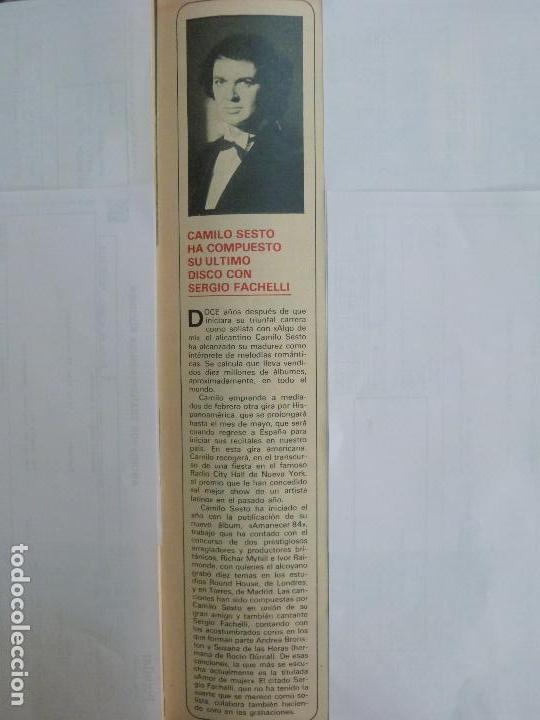 CAMILO SESTO
HA COMPUESTO
SU ULTIMO
DISCO CON
SERGIO FACHELLI
DOCE años después de que
iniciara su triunfal carrera
como solista con «Algo de
mí» el alicantino Camilo Sesto
ha alcanzado su madurez como
intérprete de melodías románti-
cas. Se calcula que lleva vendi-
dos diez millones de álbumes,
aproximadamente, en todo el
mundo.
Camilo emprende a media-
dos de febrero otra gira por His-
panoamérica, que se prolongará
hasta el mes de mayo, que será
cuando regrese a España para
iniciar sus recitales en nuestro
país. En esta gira americana,
Camilo recogerá, en el transcur-
so de una fiesta en el famoso
Radio City Hall de Nueva York,
el premio que le han concedido
«al mejor show de un artista
latino» en el pasado año.
Camilo Sesto ha iniciado el
año con la publicación de su
nuevo álbum, «Amanecer 84»,
trabajo que ha contado con el
concurso de dos prestigiosos
arregladores y productores bri-
tánicos, Richar Myhill e Ivor Rai-
monde, con quienes el alcoyano
grabó diez temas en los estu-
dios Round House, de Londres,
y en Torres, de Madrid. Las can-
ciones han sido compuestas por
Camilo Sesto en unión de su
gran amigo y también cantante
Sergio Fachelli, contando con
los acostumbrados coros en los
que forman parte Andrea Brons-
ton y Susana de las Heras (her-
mana de Rocío Dúrcal). De esas
canciones, la que más se escu-
cha actualmente es la titulada
«Amor de mujer». El citado Ser-
gio Fachelli, que no ha tenido la
suerte que se merece como so-
lista, colabora también hacien-
do coro en las grabaciones.
todocoleccion.net